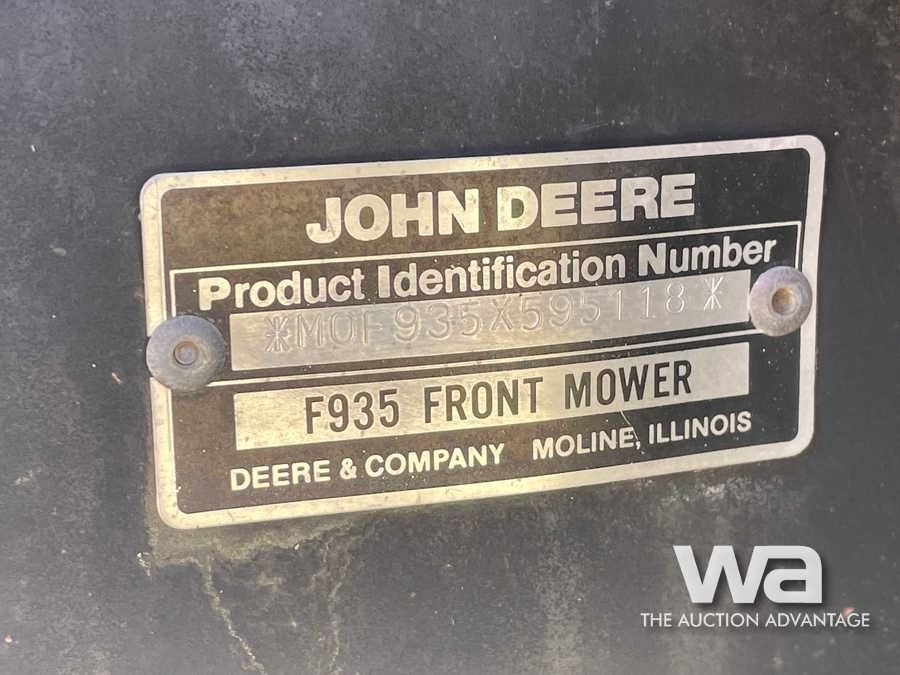 JOHN DEERE
Product Identification Number
*M0F935X595118*
F935 FRONT MOWER
DEERE & COMPANY MOLINE, ILLINOIS
wa
THE AUCTION ADVANTAGE